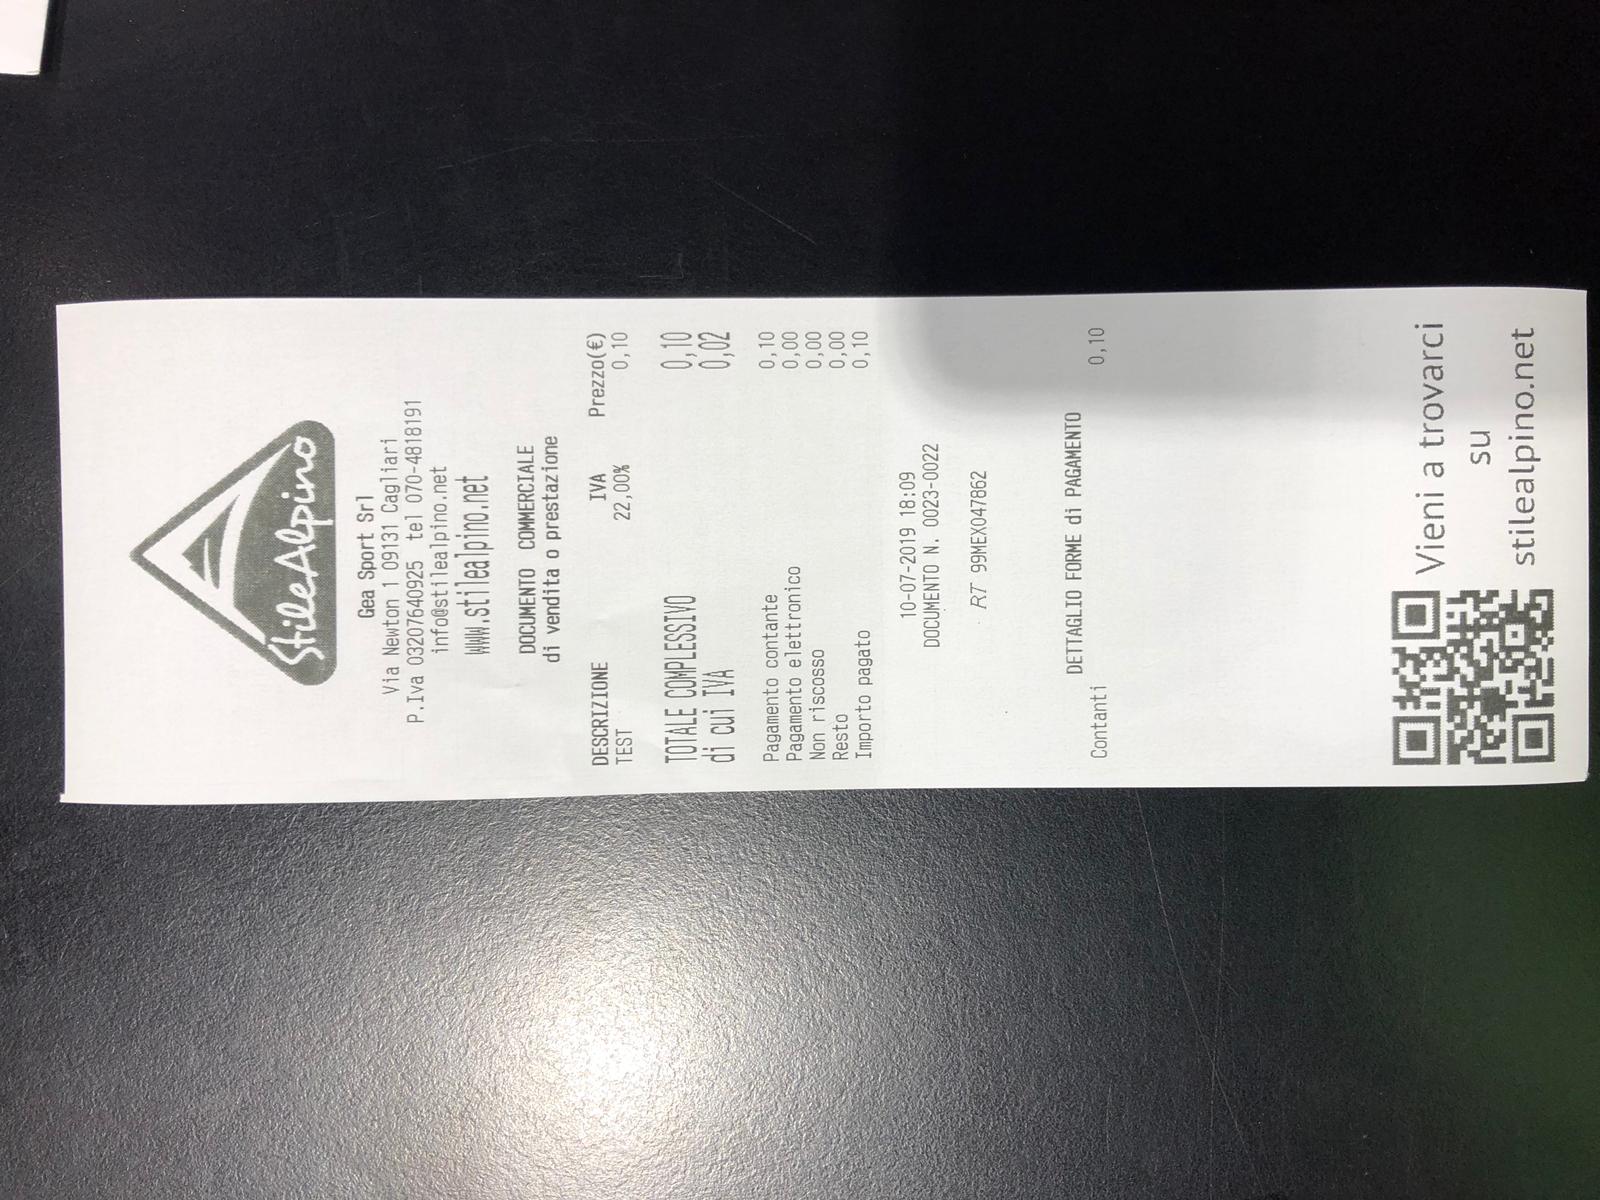 StileAlpino
Gea Sport Srl
Via Newton 1 09131 Cagliari
P.Iva 03207640925 tel 070-4818191
info@stilealpino.net
www.stilealpino.net
DOCUMENTO COMMERCIALE
di vendita o prestazione
DESCRIZIONE IVA Prezzo(€)
TEST 22,00% 0,10
TOTALE COMPLESSIVO 0,10
di cui IVA 0,02
Pagamento contante 0,10
Pagamento elettronico 0,00
Non riscosso 0,00
Resto 0,00
Importo pagato 0,10
10-07-2019 18:09
DOCUMENTO N. 0023-0022
RT 99MEX047862
DETTAGLIO FORME di PAGAMENTO
Contanti 0,10
Vieni a trovarci
su
stilealpino.net